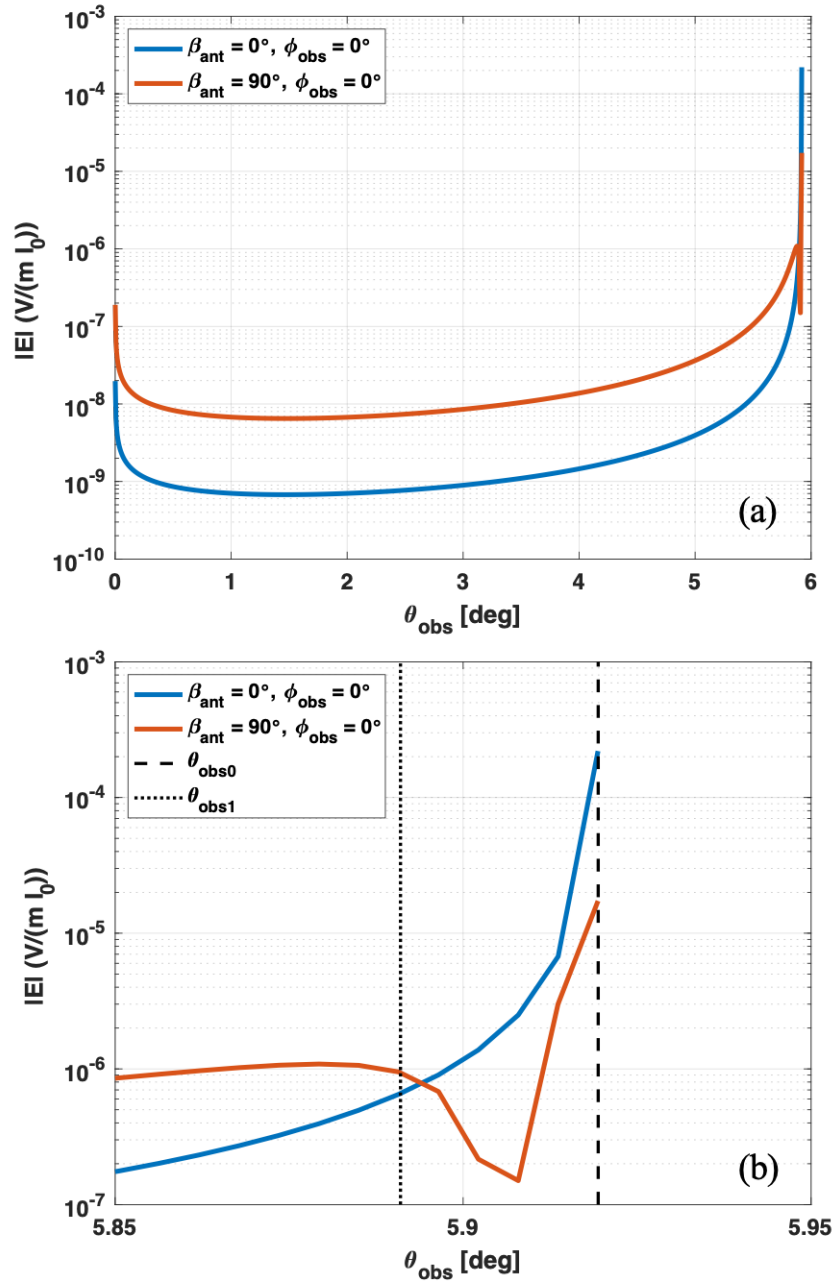 10⁻³
β_ant = 0°, ϕ_obs = 0°
β_ant = 90°, ϕ_obs = 0°
10⁻⁴
10⁻⁵
10⁻⁶
10⁻⁷
10⁻⁸
10⁻⁹
10⁻¹⁰
|E| (V/(m I₀))
(a)
0 1 2 3 4 5 6
θ_obs [deg]
10⁻³
β_ant = 0°, ϕ_obs = 0°
β_ant = 90°, ϕ_obs = 0°
θ_obs0
θ_obs1
10⁻⁴
10⁻⁵
10⁻⁶
10⁻⁷
|E| (V/(m I₀))
(b)
5.85 5.9 5.95
θ_obs [deg]